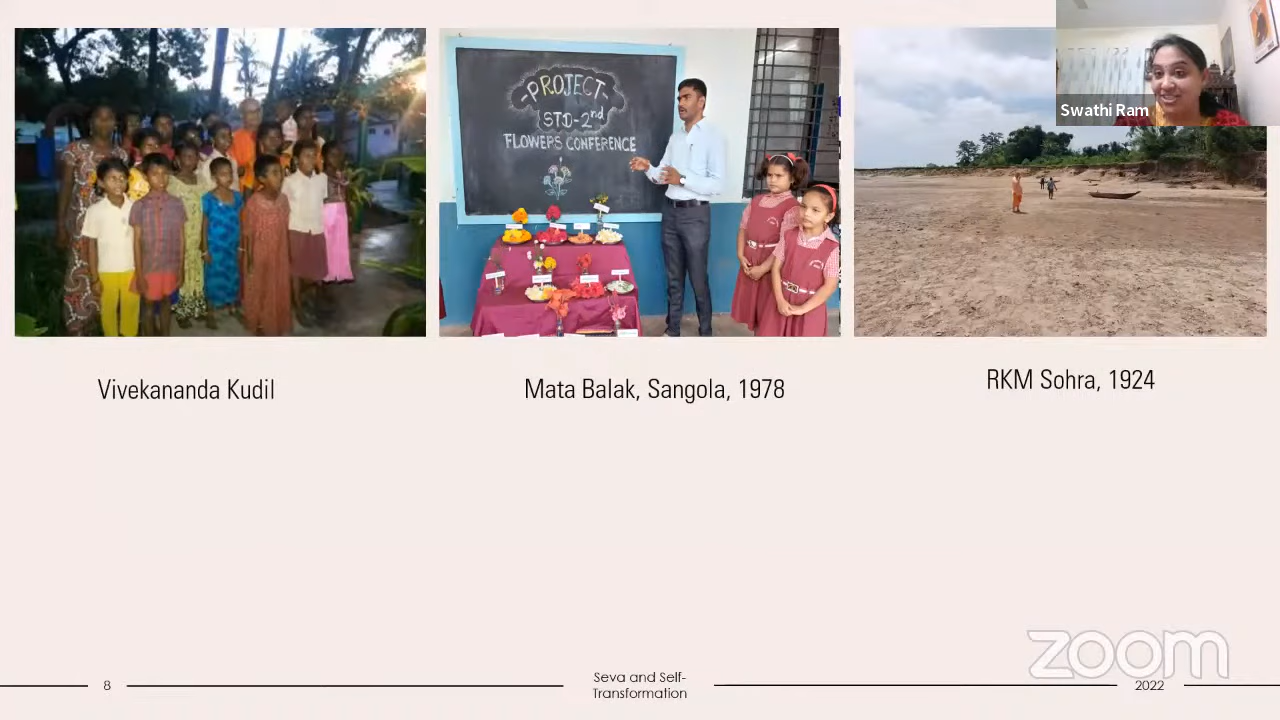 Swathi Ram
-PROJECT-
STD-2nd
FLOWERS CONFERENCE
Vivekananda Kudil
Mata Balak, Sangola, 1978
RKM Sohra, 1924
zoom
8
Seva and Self-
Transformation
2022